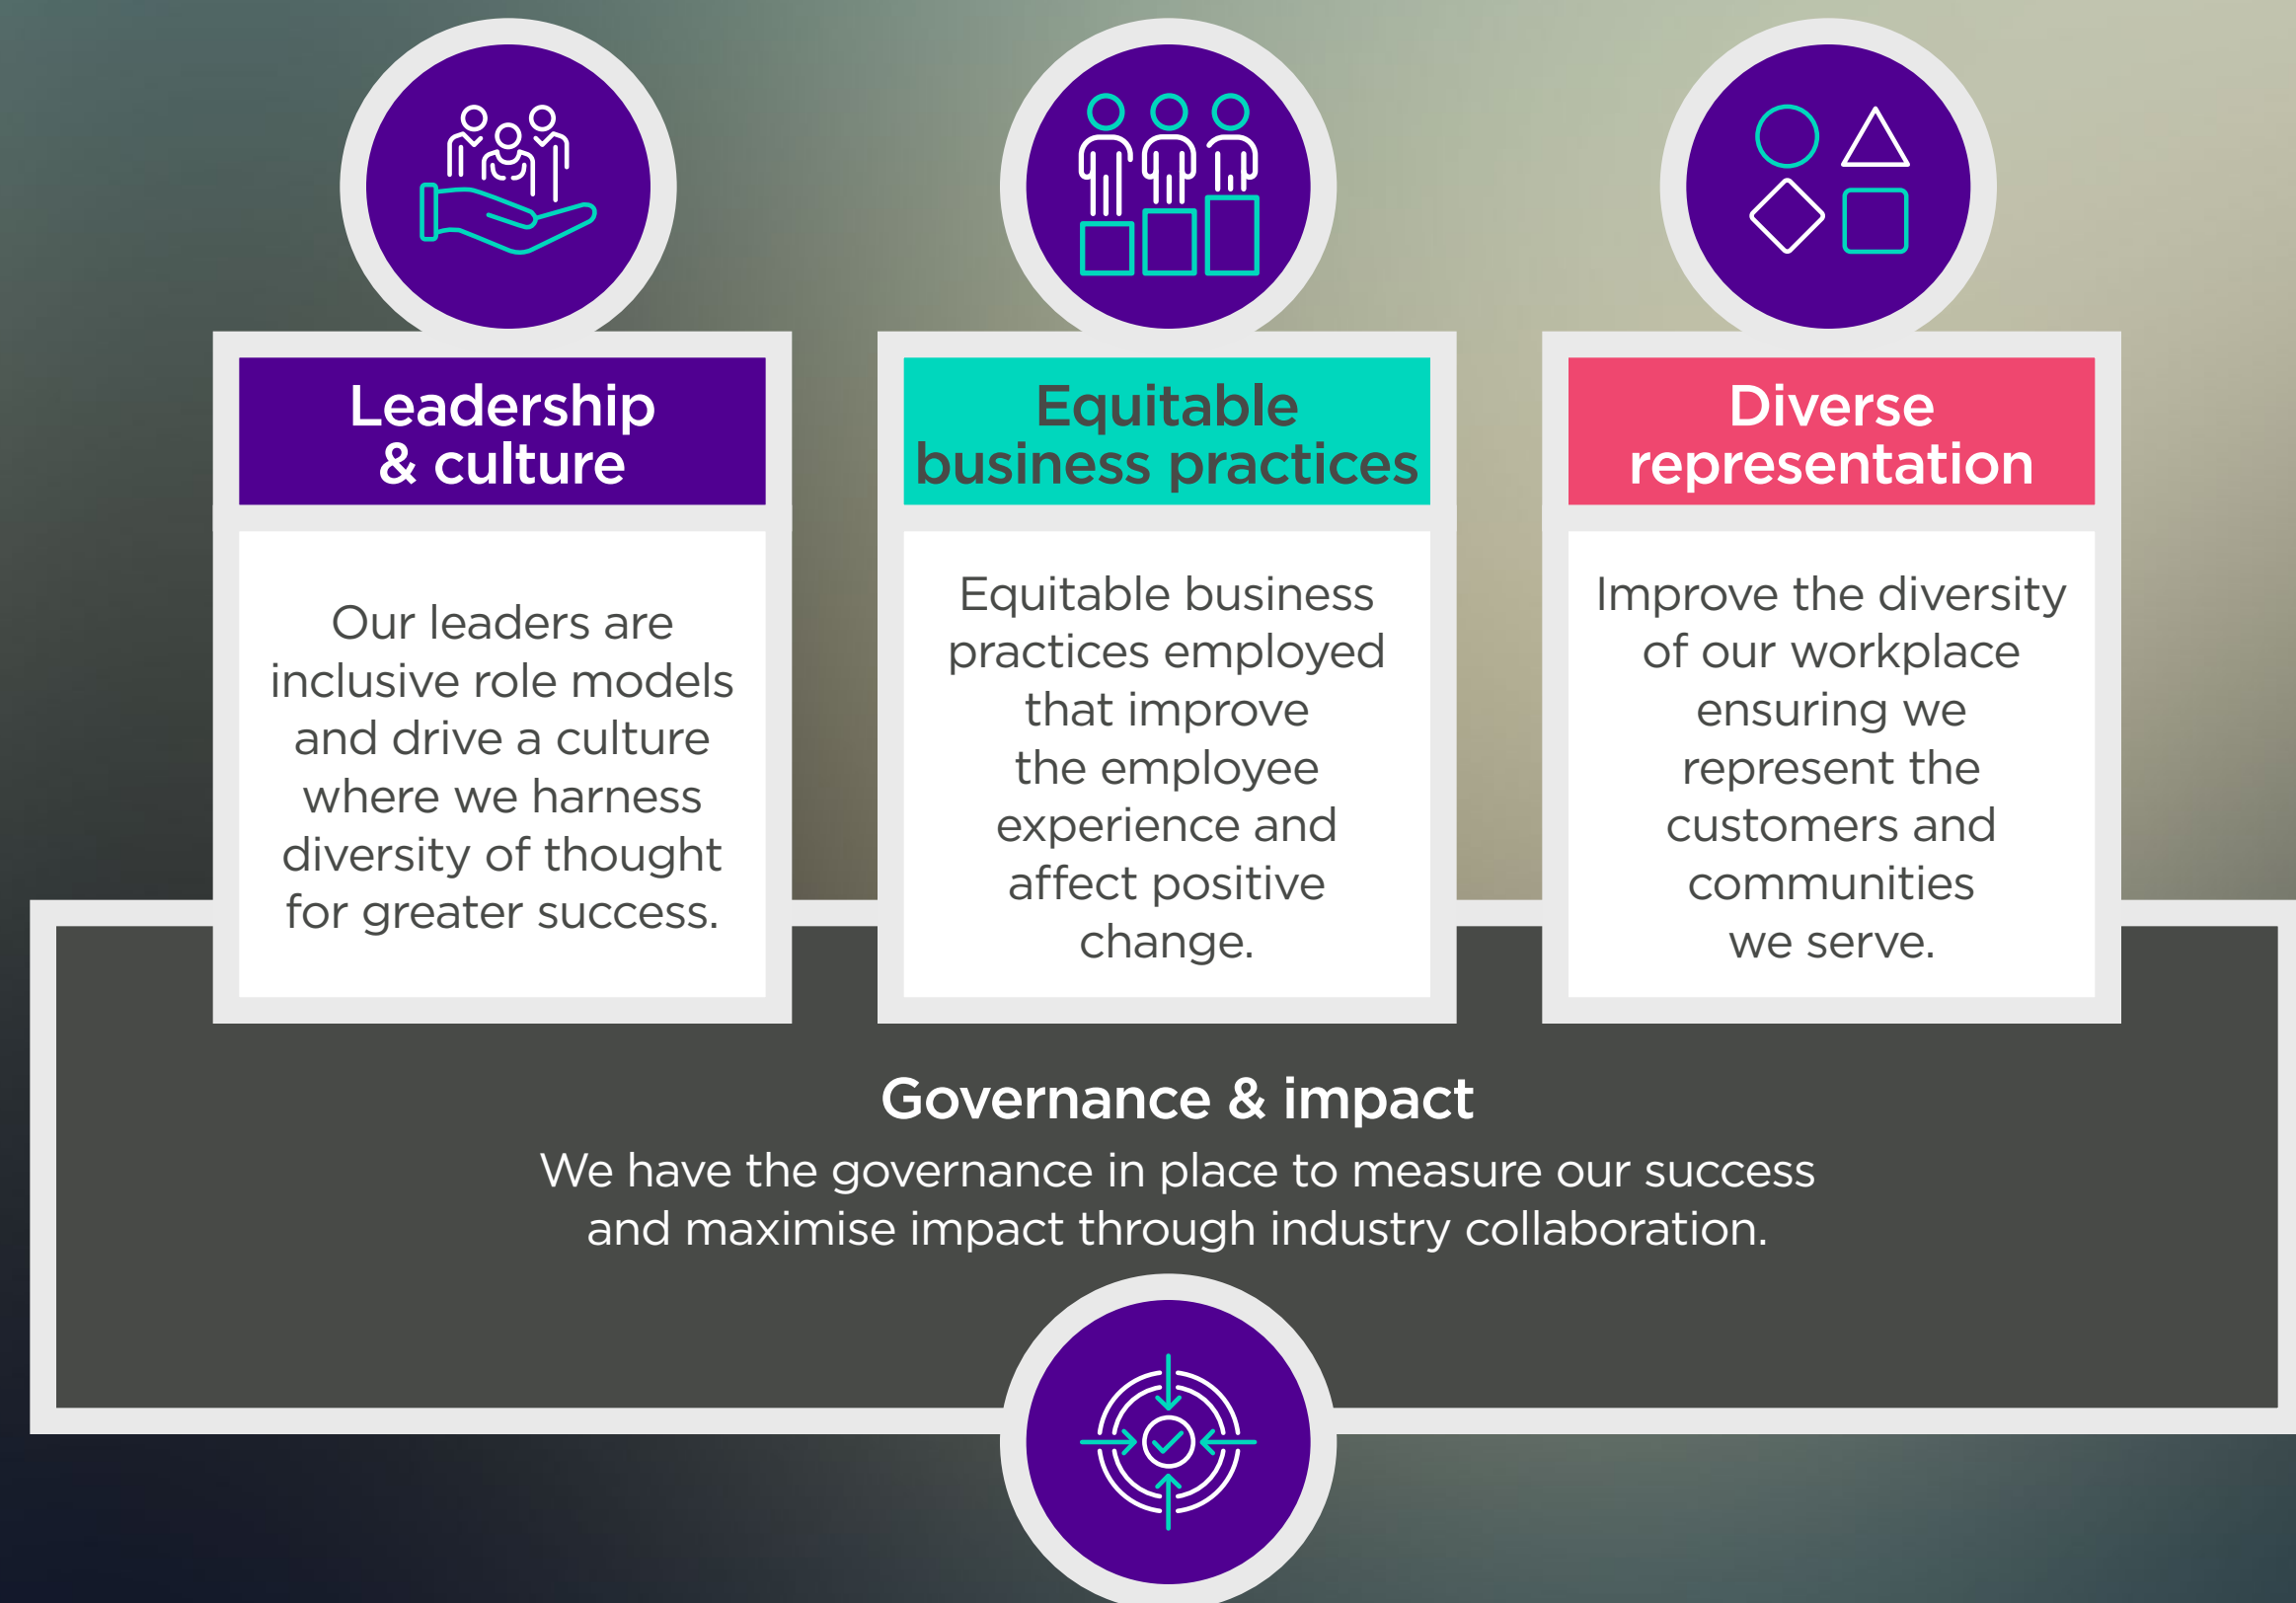 Leadership
& culture
Our leaders are
inclusive role models
and drive a culture
where we harness
diversity of thought
for greater success.
Equitable
business practices
Equitable business
practices employed
that improve
the employee
experience and
affect positive
change.
Diverse
representation
Improve the diversity
of our workplace
ensuring we
represent the
customers and
communities
we serve.
Governance & impact
We have the governance in place to measure our success
and maximise impact through industry collaboration.